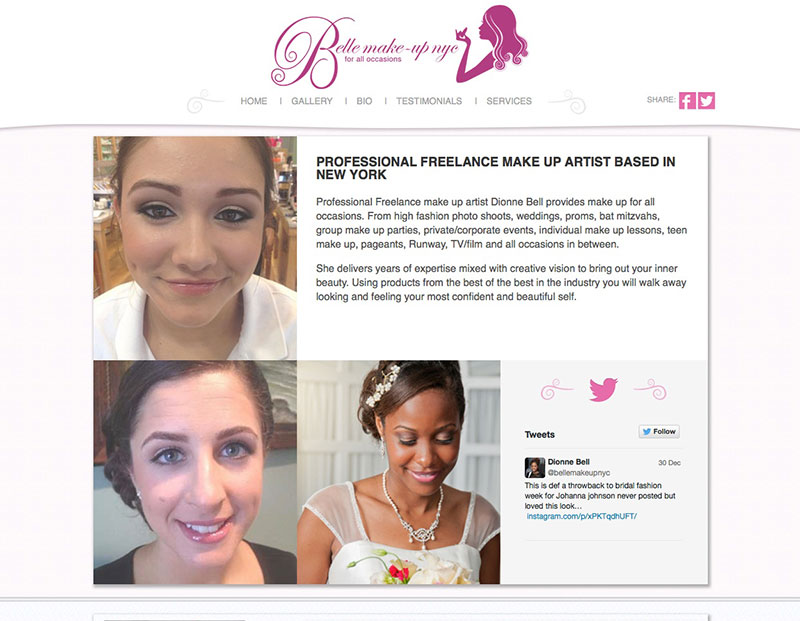 Belle make-up nyc
for all occasions
HOME | GALLERY | BIO | TESTIMONIALS | SERVICES
SHARE:
PROFESSIONAL FREELANCE MAKE UP ARTIST BASED IN
NEW YORK
Professional Freelance make up artist Dionne Bell provides make up for all
occasions. From high fashion photo shoots, weddings, proms, bat mitzvahs,
group make up parties, private/corporate events, individual make up lessons, teen
make up, pageants, Runway, TV/film and all occasions in between.
She delivers years of expertise mixed with creative vision to bring out your inner
beauty. Using products from the best of the best in the industry you will walk away
looking and feeling your most confident and beautiful self.
Tweets
Follow
Dionne Bell 30 Dec
@bellemakeupnyc
This is def a throwback to bridal fashion
week for Johanna johnson never posted but
loved this look...
instagram.com/p/xPKTqdhUFT/